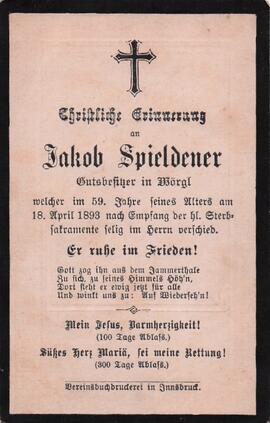 Christliche Erinnerung
an
Jakob Spieldener
Gutsbesitzer in Wörgl
welcher im 59. Jahre seines Alters am
18. April 1893 nach Empfang der hl. Sterb-
sakramente selig im Herrn verschied.
Er ruhe im Frieden!
Gott zog ihn aus dem Jammerthale
Zu sich, zu seines Himmels Höh'n,
Dort steht er ewig jetzt für alle
Und winkt uns zu: Auf Wiederseh'n!
Mein Jesus, Barmherzigkeit!
(100 Tage Ablaß.)
Süßes Herz Mariä, sei meine Rettung!
(300 Tage Ablaß.)
Vereinsbuchdruckerei in Innsbruck.